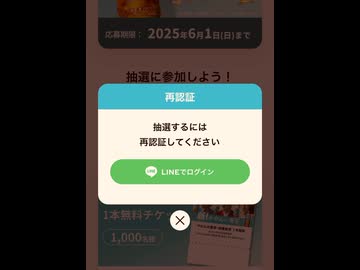 応募期限： 2025年6月1日(日)まで
抽選に参加しよう！
再認証
抽選するには
再認証してください
LINE LINEでログイン
1本無料チケ
1,000名様